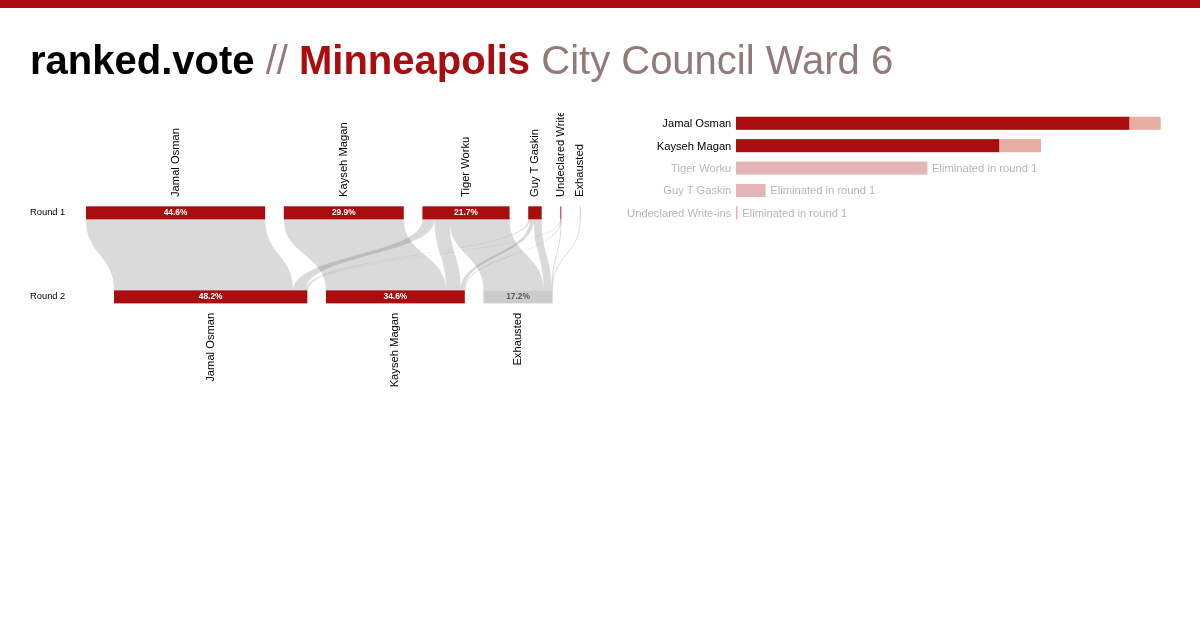 ranked.vote // Minneapolis City Council Ward 6
Jamal Osman
Kayseh Magan
Tiger Worku
Guy T Gaskin
Undeclared Write
Exhausted
Round 1
44.6%
29.9%
21.7%
Round 2
48.2%
34.6%
17.2%
Jamal Osman
Kayseh Magan
Exhausted
Jamal Osman
Kayseh Magan
Tiger Worku Eliminated in round 1
Guy T Gaskin Eliminated in round 1
Undeclared Write-ins Eliminated in round 1